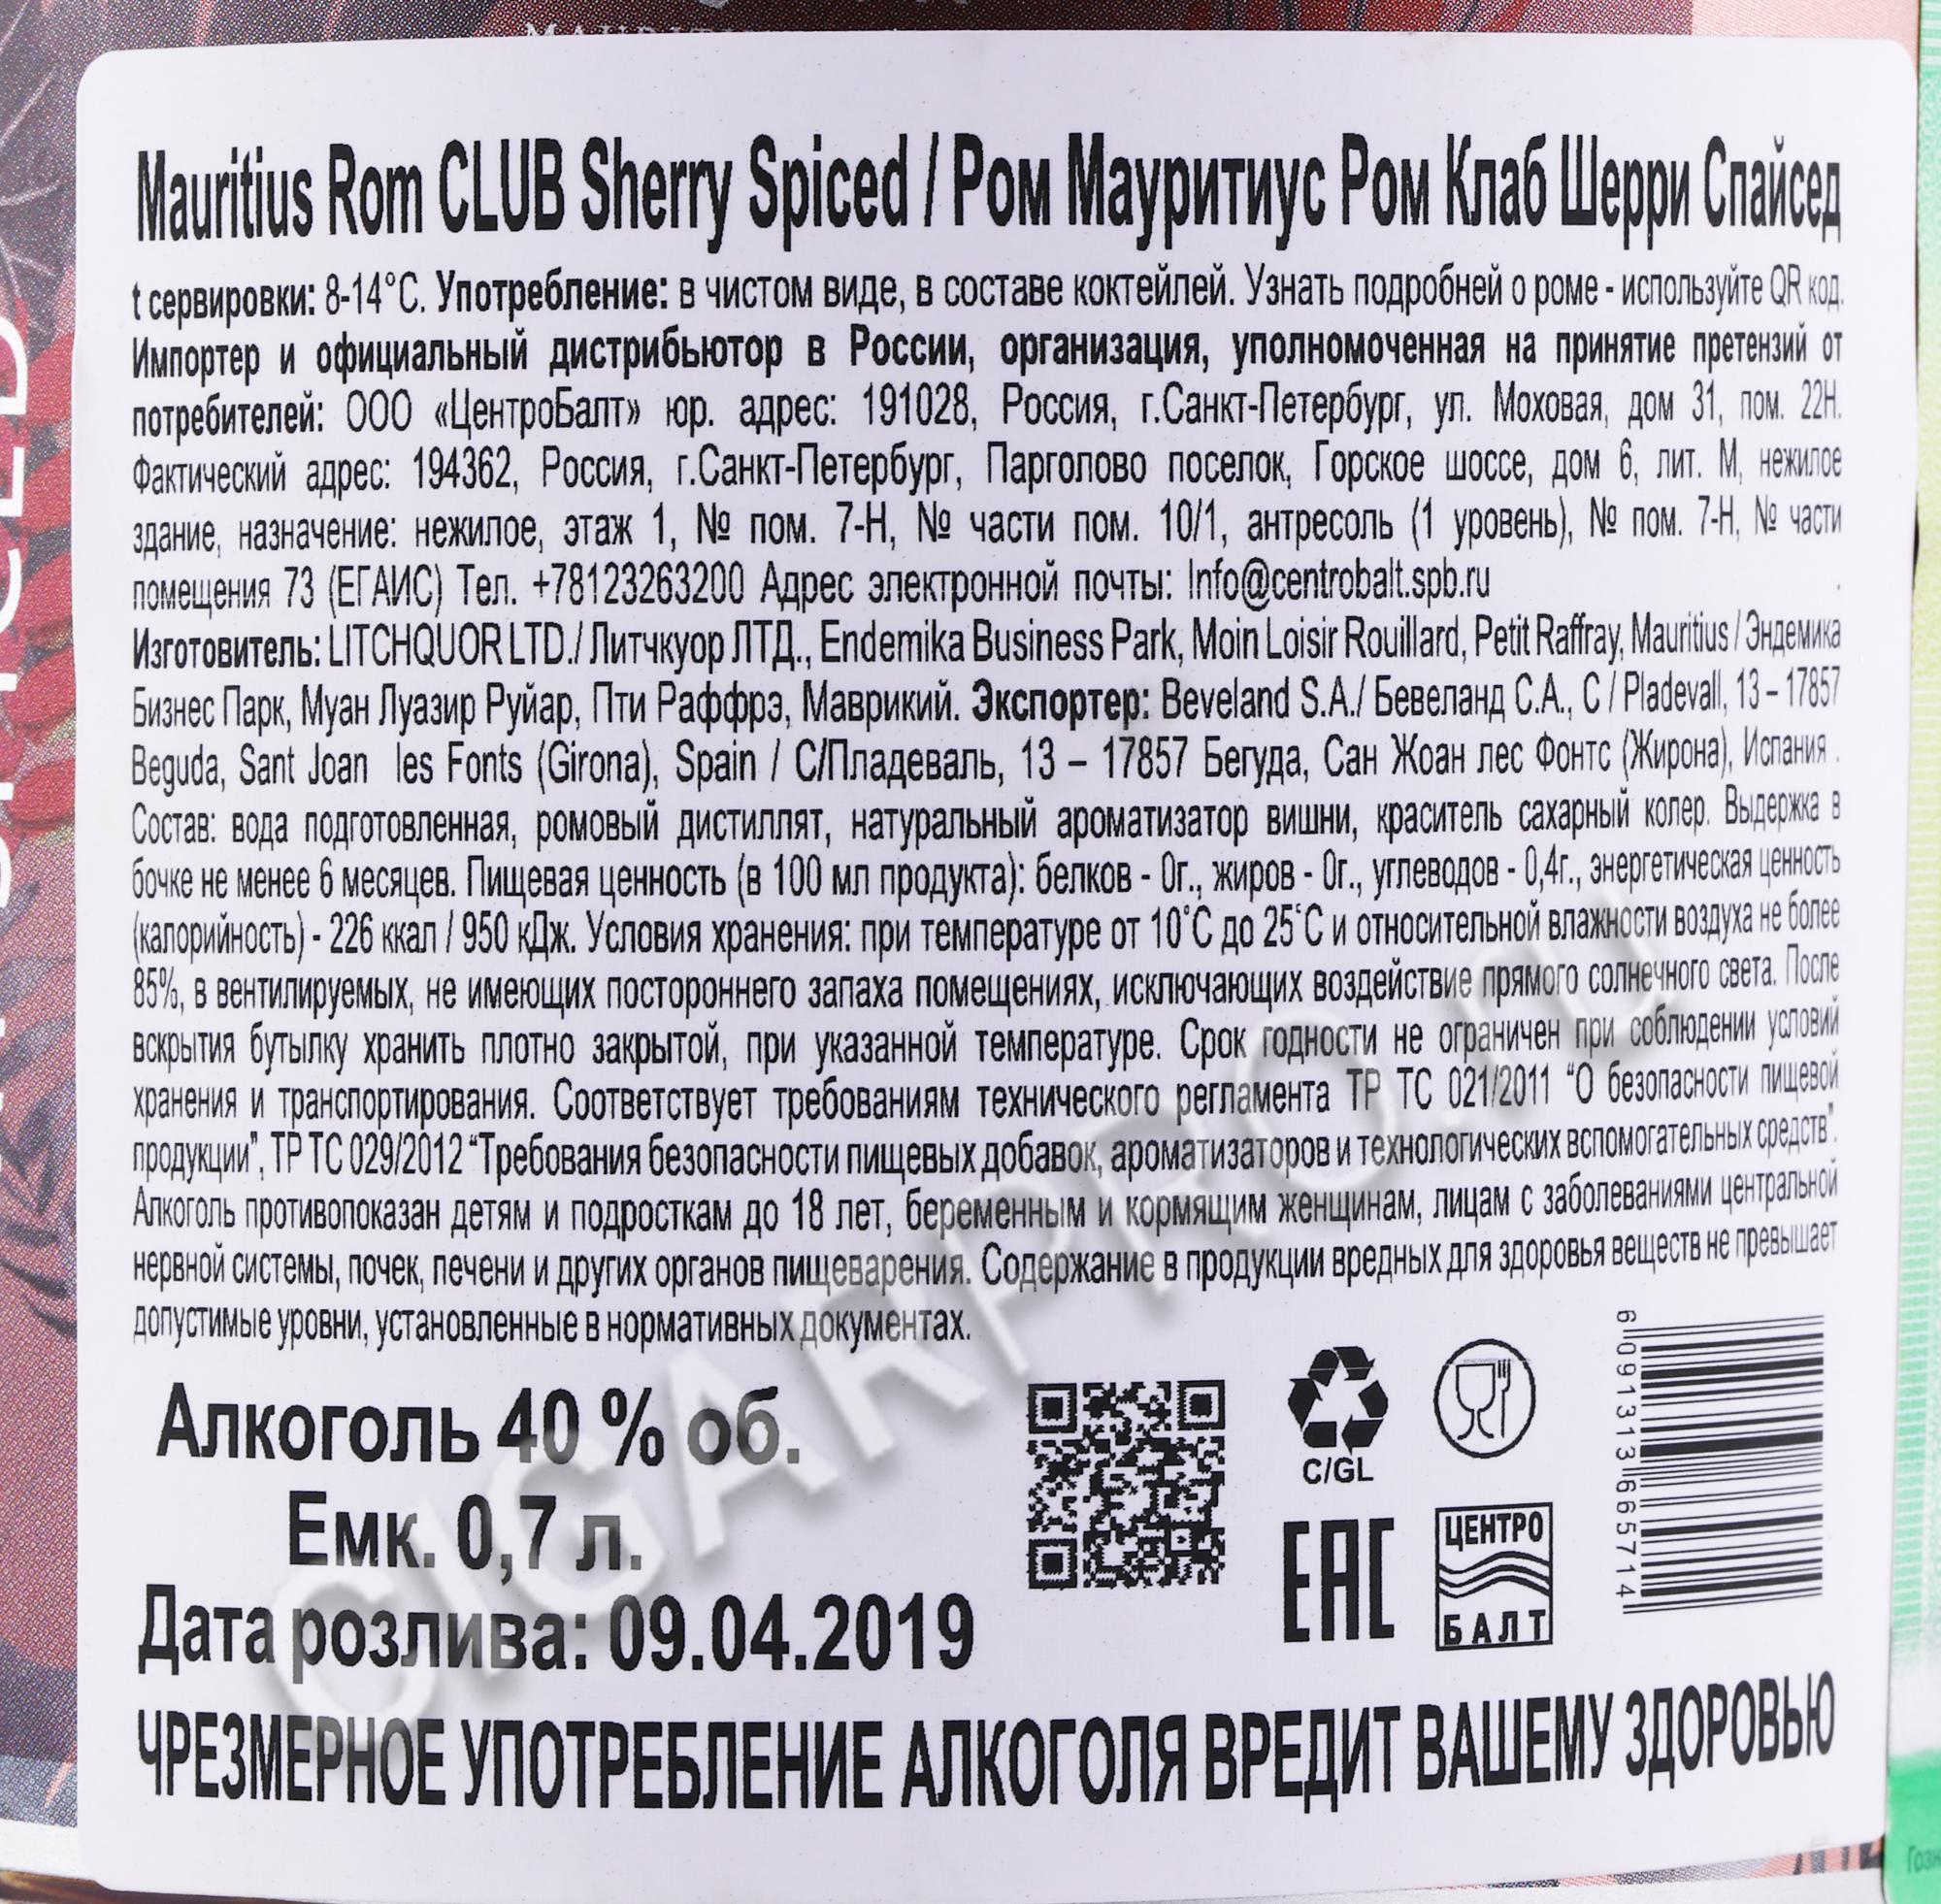 Mauritius Rom CLUB Sherry Spiced / Ром Мауритиус Ром Клаб Шерри Спайсед
t сервировки: 8-14°C. Употребление: в чистом виде, в составе коктейлей. Узнать подробней о роме - используйте QR код.
Импортер и официальный дистрибьютор в России, организация, уполномоченная на принятие претензий от
потребителей: ООО «ЦентроБалт» юр. адрес: 191028, Россия, г.Санкт-Петербург, ул. Моховая, дом 31, пом. 22Н.
Фактический адрес: 194362, Россия, г.Санкт-Петербург, Парголово поселок, Горское шоссе, дом 6, лит. М, нежилое
здание, назначение: нежилое, этаж 1, № пом. 7-Н, № части пом. 10/1, антресоль (1 уровень), № пом. 7-Н, № части
помещения 73 (ЕГАИС) Тел. +78123263200 Адрес электронной почты: Info@centrobalt.spb.ru
Изготовитель: LITCHQUOR LTD./ Литчкуор ЛТД., Endemika Business Park, Moin Loisir Rouillard, Petit Raffray, Mauritius / Эндемика
Бизнес Парк, Муан Луазир Руйар, Пти Раффрэ, Маврикий. Экспортер: Beveland S.A./ Бевеланд С.А., C / Pladevall, 13 – 17857
Beguda, Sant Joan les Fonts (Girona), Spain / С/Пладеваль, 13 – 17857 Бегуда, Сан Жоан лес Фонтс (Жирона), Испания .
Состав: вода подготовленная, ромовый дистиллят, натуральный ароматизатор вишни, краситель сахарный колер. Выдержка в
бочке не менее 6 месяцев. Пищевая ценность (в 100 мл продукта): белков - 0г., жиров - 0г., углеводов - 0,4г., энергетическая ценность
(калорийность) - 226 ккал / 950 кДж. Условия хранения: при температуре от 10°C до 25°C и относительной влажности воздуха не более
85%, в вентилируемых, не имеющих постороннего запаха помещениях, исключающих воздействие прямого солнечного света. После
вскрытия бутылку хранить плотно закрытой, при указанной температуре. Срок годности не ограничен при соблюдении условий
хранения и транспортирования. Соответствует требованиям технического регламента ТР ТС 021/2011 “О безопасности пищевой
продукции”, ТР ТС 029/2012 “Требования безопасности пищевых добавок, ароматизаторов и технологических вспомогательных средств”.
Алкоголь противопоказан детям и подросткам до 18 лет, беременным и кормящим женщинам, лицам с заболеваниями центральной
нервной системы, почек, печени и других органов пищеварения. Содержание в продукции вредных для здоровья веществ не превышает
допустимые уровни, установленные в нормативных документах.
Алкоголь 40 % об.
Емк. 0,7 л.
Дата розлива: 09.04.2019
C/GL
EAC
ЦЕНТРО
БАЛТ
6 091313 665714
ЧРЕЗМЕРНОЕ УПОТРЕБЛЕНИЕ АЛКОГОЛЯ ВРЕДИТ ВАШЕМУ ЗДОРОВЬЮ
CIGARPRO.ru